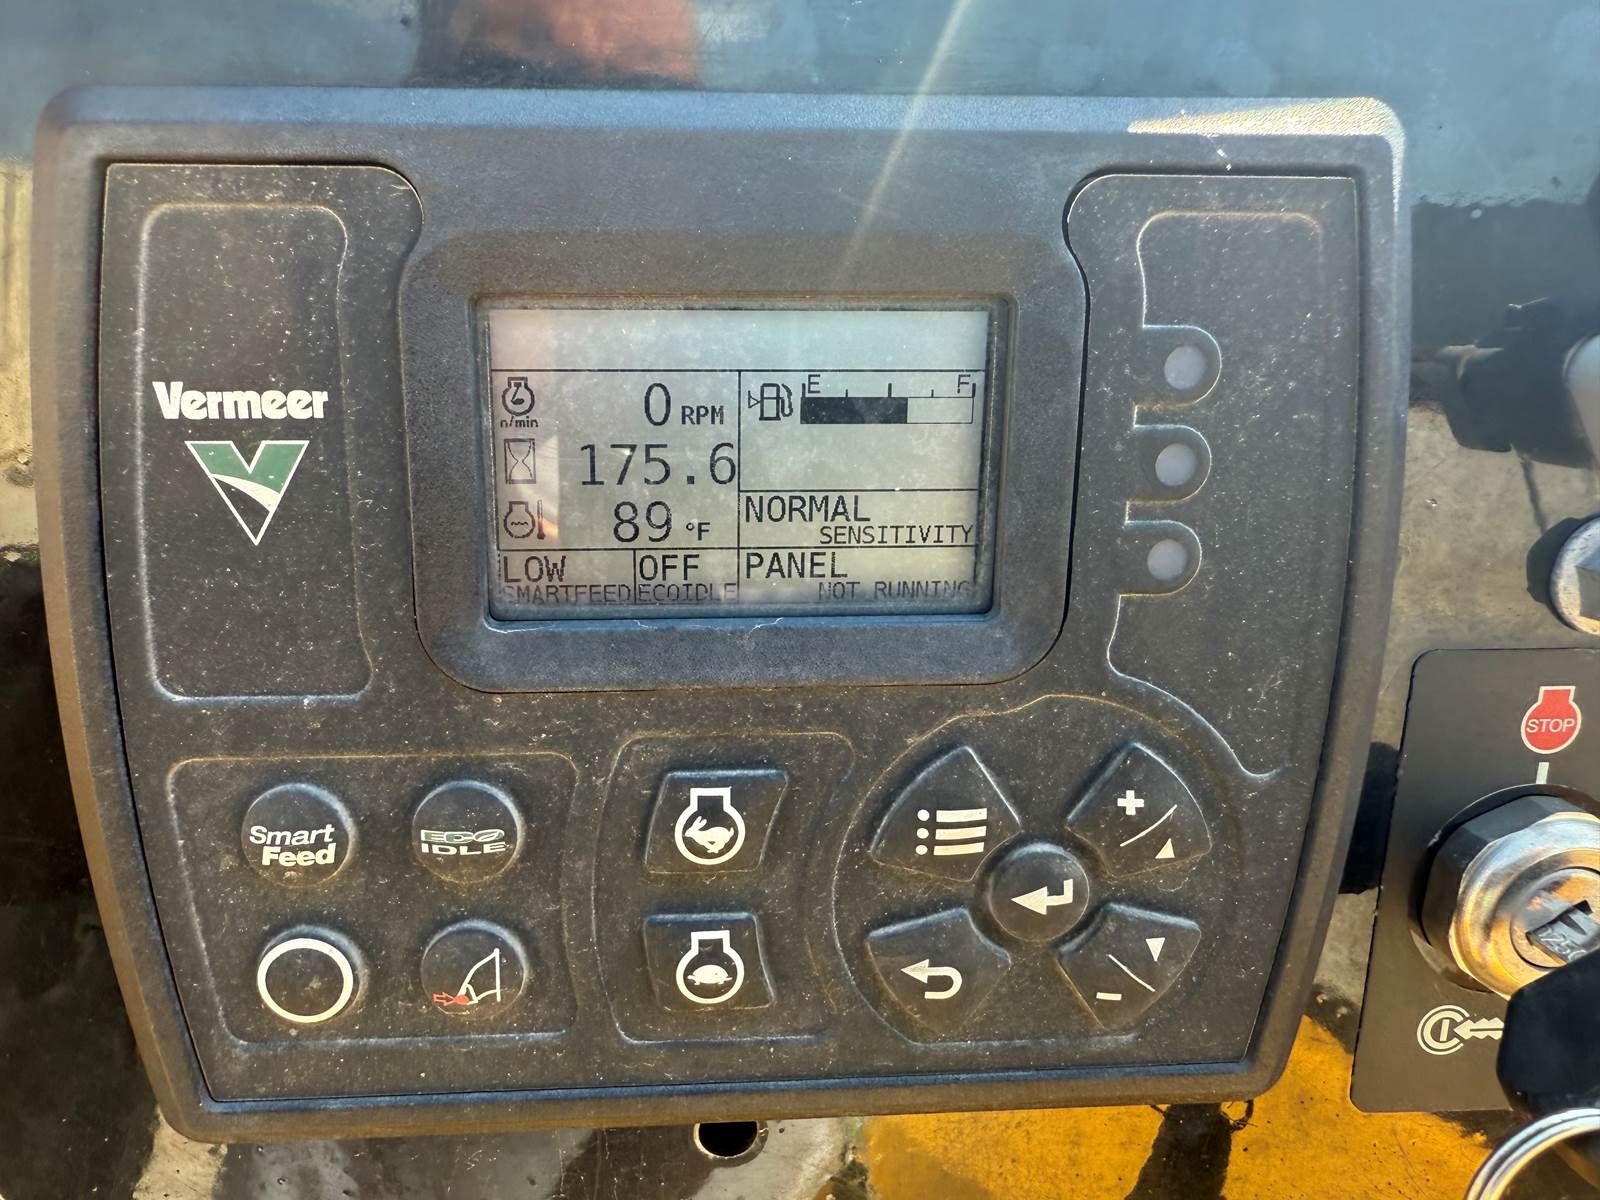 Vermeer
n/min
0 RPM
175.6
89 °F
E F
NORMAL
SENSITIVITY
LOW
SMARTFEED
OFF
ECOIDLE
PANEL
NOT RUNNING
Smart
Feed
ECO
IDLE
+
-
STOP